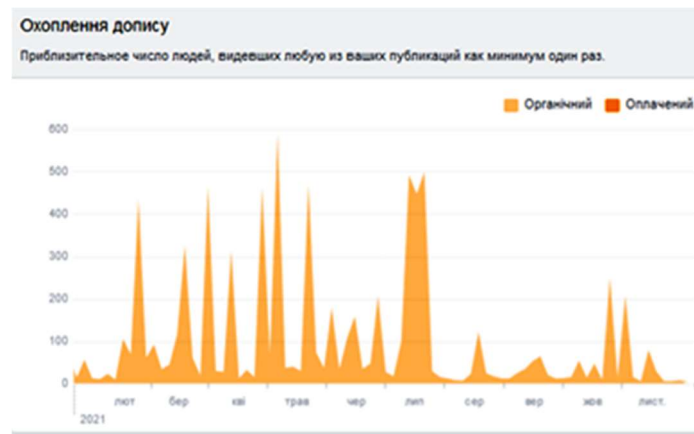 Охоплення допису
Приблизительное число людей, видевших любую из ваших публикаций как минимум один раз.
Органічний Оплачений
600
500
400
300
200
100
0
лют бер кві трав чер лип сер вер жов лист.
2021